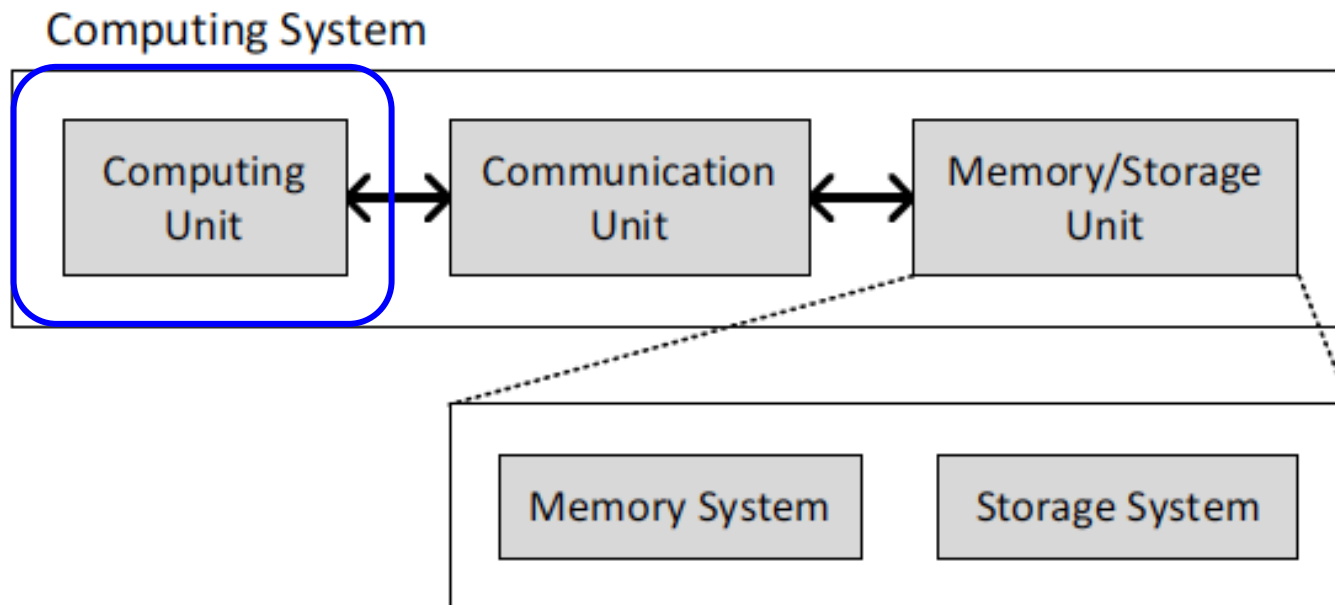 Computing System
Computing
Unit
Communication
Unit
Memory/Storage
Unit
Memory System
Storage System